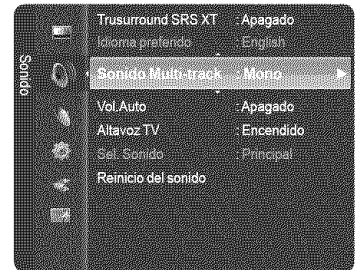 Sonido
Trusurround SRS XT : Apagado
Idioma preferido : English
Sonido Multi-track : Mono
Vol.Auto : Apagado
Altavoz TV : Encendido
Sel. Sonido : Principal
Reinicio del sonido